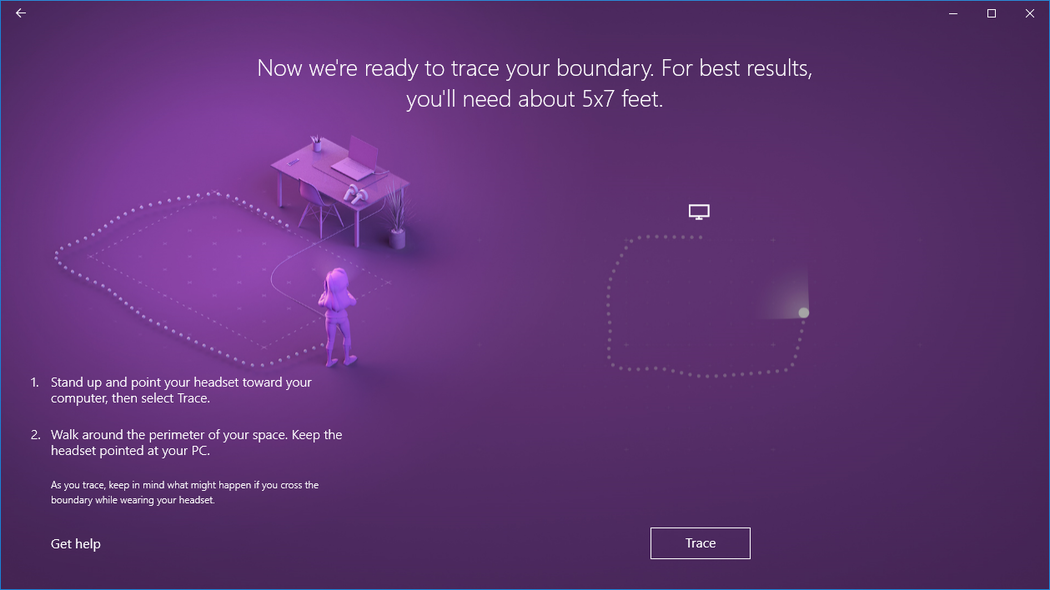 Now we're ready to trace your boundary. For best results,
you'll need about 5x7 feet.
1. Stand up and point your headset toward your
computer, then select Trace.
2. Walk around the perimeter of your space. Keep the
headset pointed at your PC.
As you trace, keep in mind what might happen if you cross the
boundary while wearing your headset.
Get help
Trace